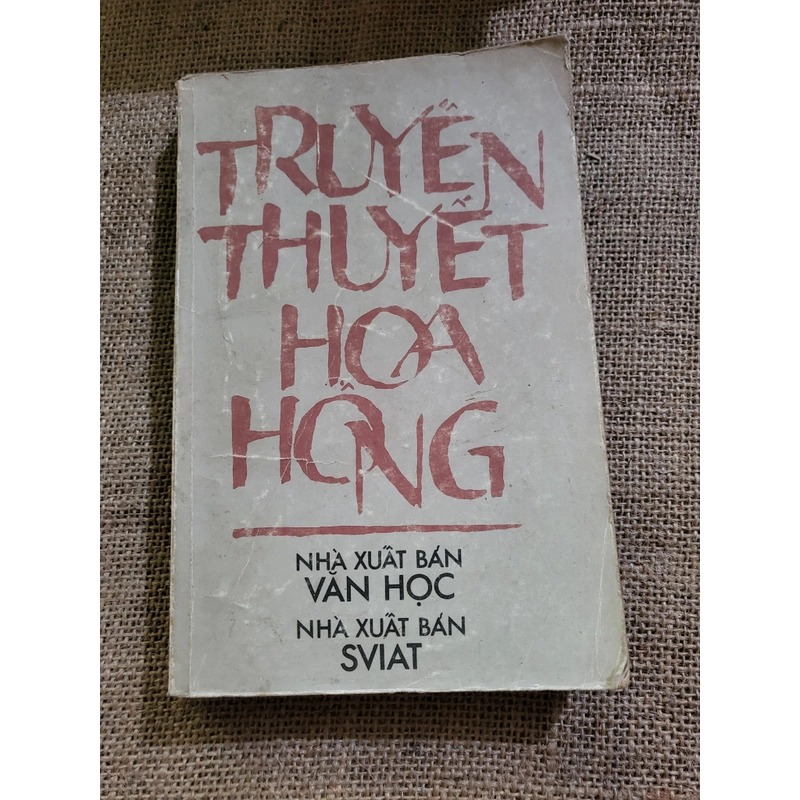 TRUYỀN
THUYẾT
HOA
HỒNG
NHÀ XUẤT BẢN
VĂN HỌC
NHÀ XUẤT BẢN
SVIAT